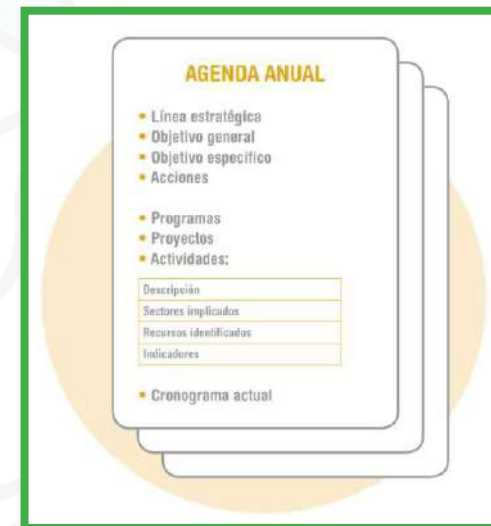 AGENDA ANUAL
• Línea estratégica
• Objetivo general
• Objetivo específico
• Acciones
• Programas
• Proyectos
• Actividades:
Descripción
Sectores implicados
Recursos identificados
Indicadores
• Cronograma actual